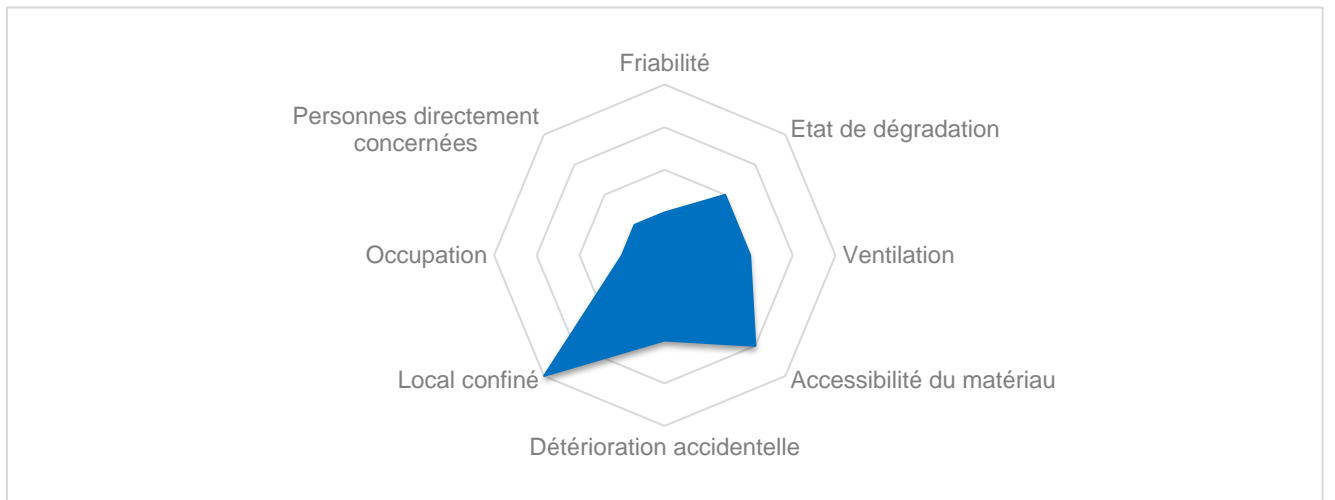 Friabilité
Personnes directement
concernées
Etat de dégradation
Occupation
Ventilation
Local confiné
Accessibilité du matériau
Détérioration accidentelle